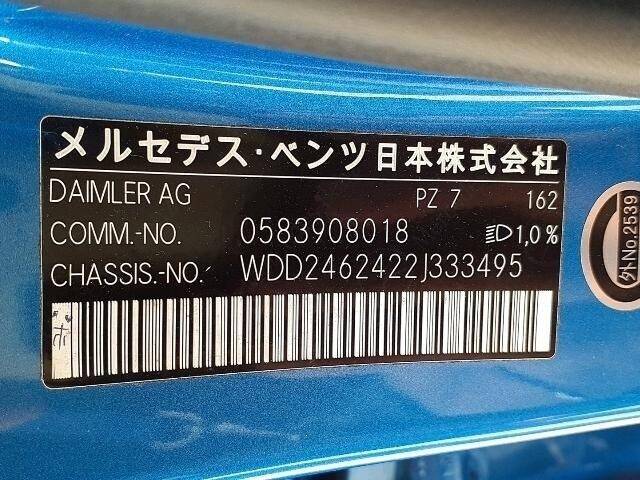 メルセデス・ベンツ日本株式会社
DAIMLER AG PZ 7 162
COMM.-NO. 0583908018 1,0%
CHASSIS.-NO. WDD2462422J333495
外No.2539